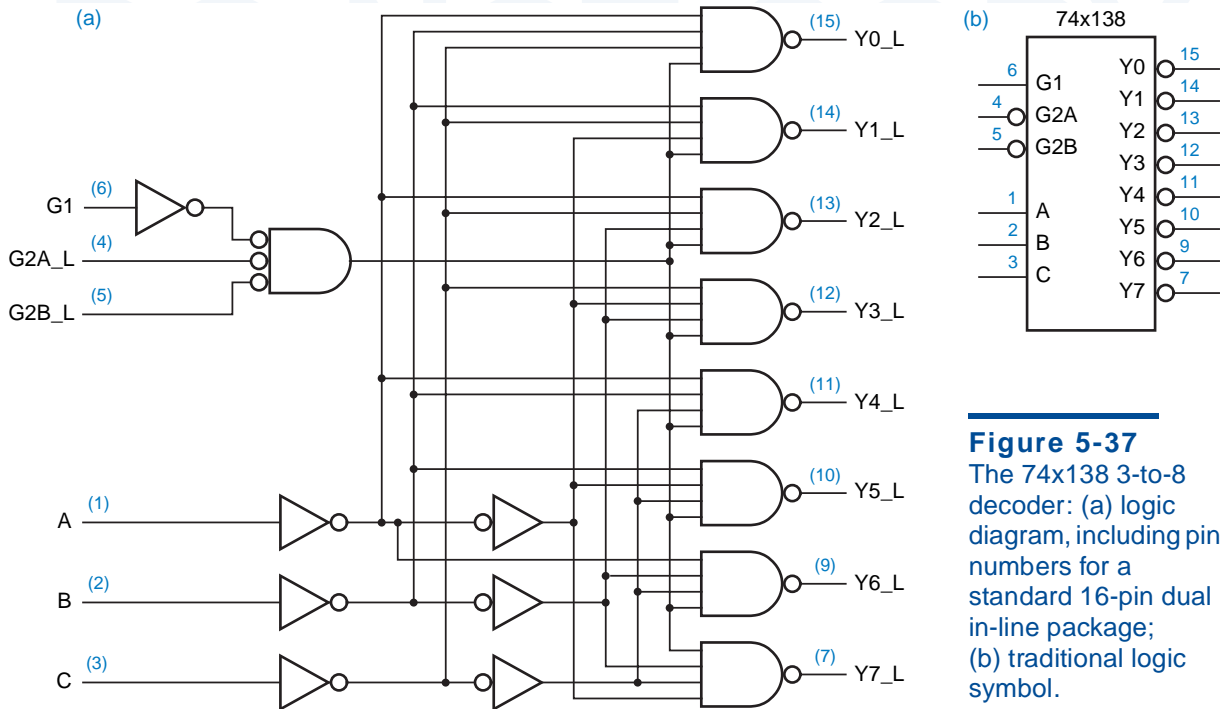 (a)
(15)
Y0_L
(14)
Y1_L
(6)
G1
(13)
Y2_L
(4)
G2A_L
(5)
G2B_L
(12)
Y3_L
(11)
Y4_L
(10)
Y5_L
(1)
A
(9)
Y6_L
(2)
B
(7)
Y7_L
(3)
C
(b)
74x138
6
G1
4
G2A
5
G2B
1
A
2
B
3
C
Y0
15
Y1
14
Y2
13
Y3
12
Y4
11
Y5
10
Y6
9
Y7
7
Figure 5-37
The 74x138 3-to-8
decoder: (a) logic
diagram, including pin
numbers for a
standard 16-pin dual
in-line package;
(b) traditional logic
symbol.